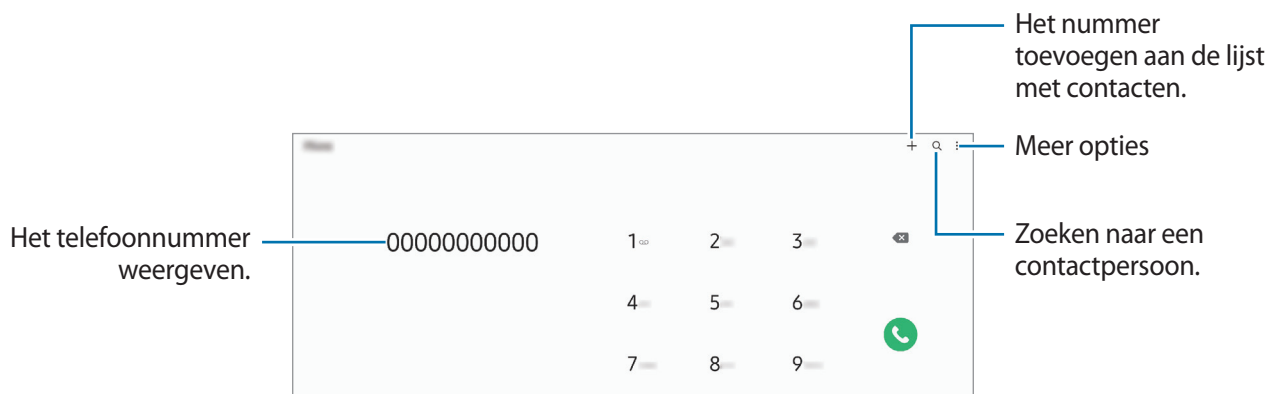 Het nummer
toevoegen aan de lijst
met contacten.
Meer opties
Het telefoonnummer
weergeven.
00000000000
1 2 3
Zoeken naar een
contactpersoon.
4 5 6
7 8 9